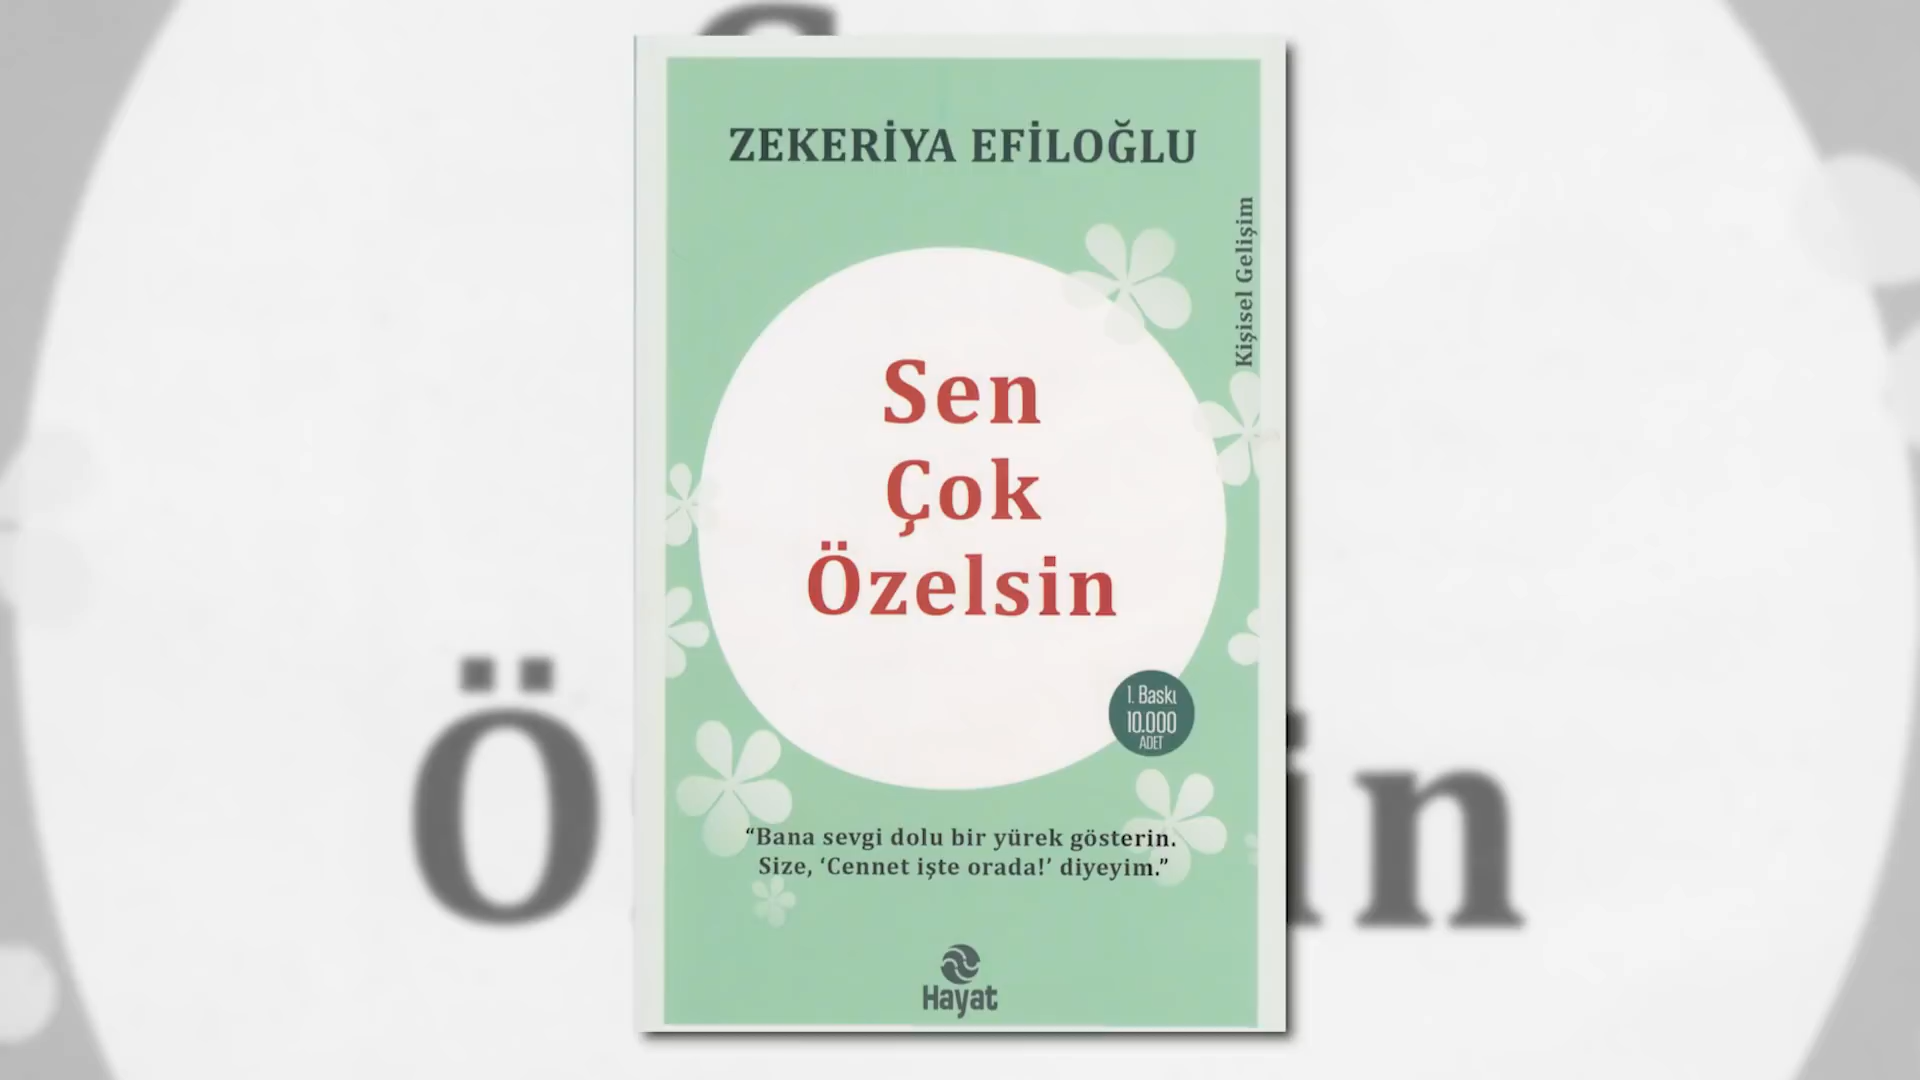 ZEKERİYA EFİLOĞLU
Kişisel Gelişim
Sen
Çok
Özelsin
1. Baskı
10.000
ADET
“Bana sevgi dolu bir yürek gösterin.
Size, ‘Cennet işte orada!’ diyeyim.”
Hayat